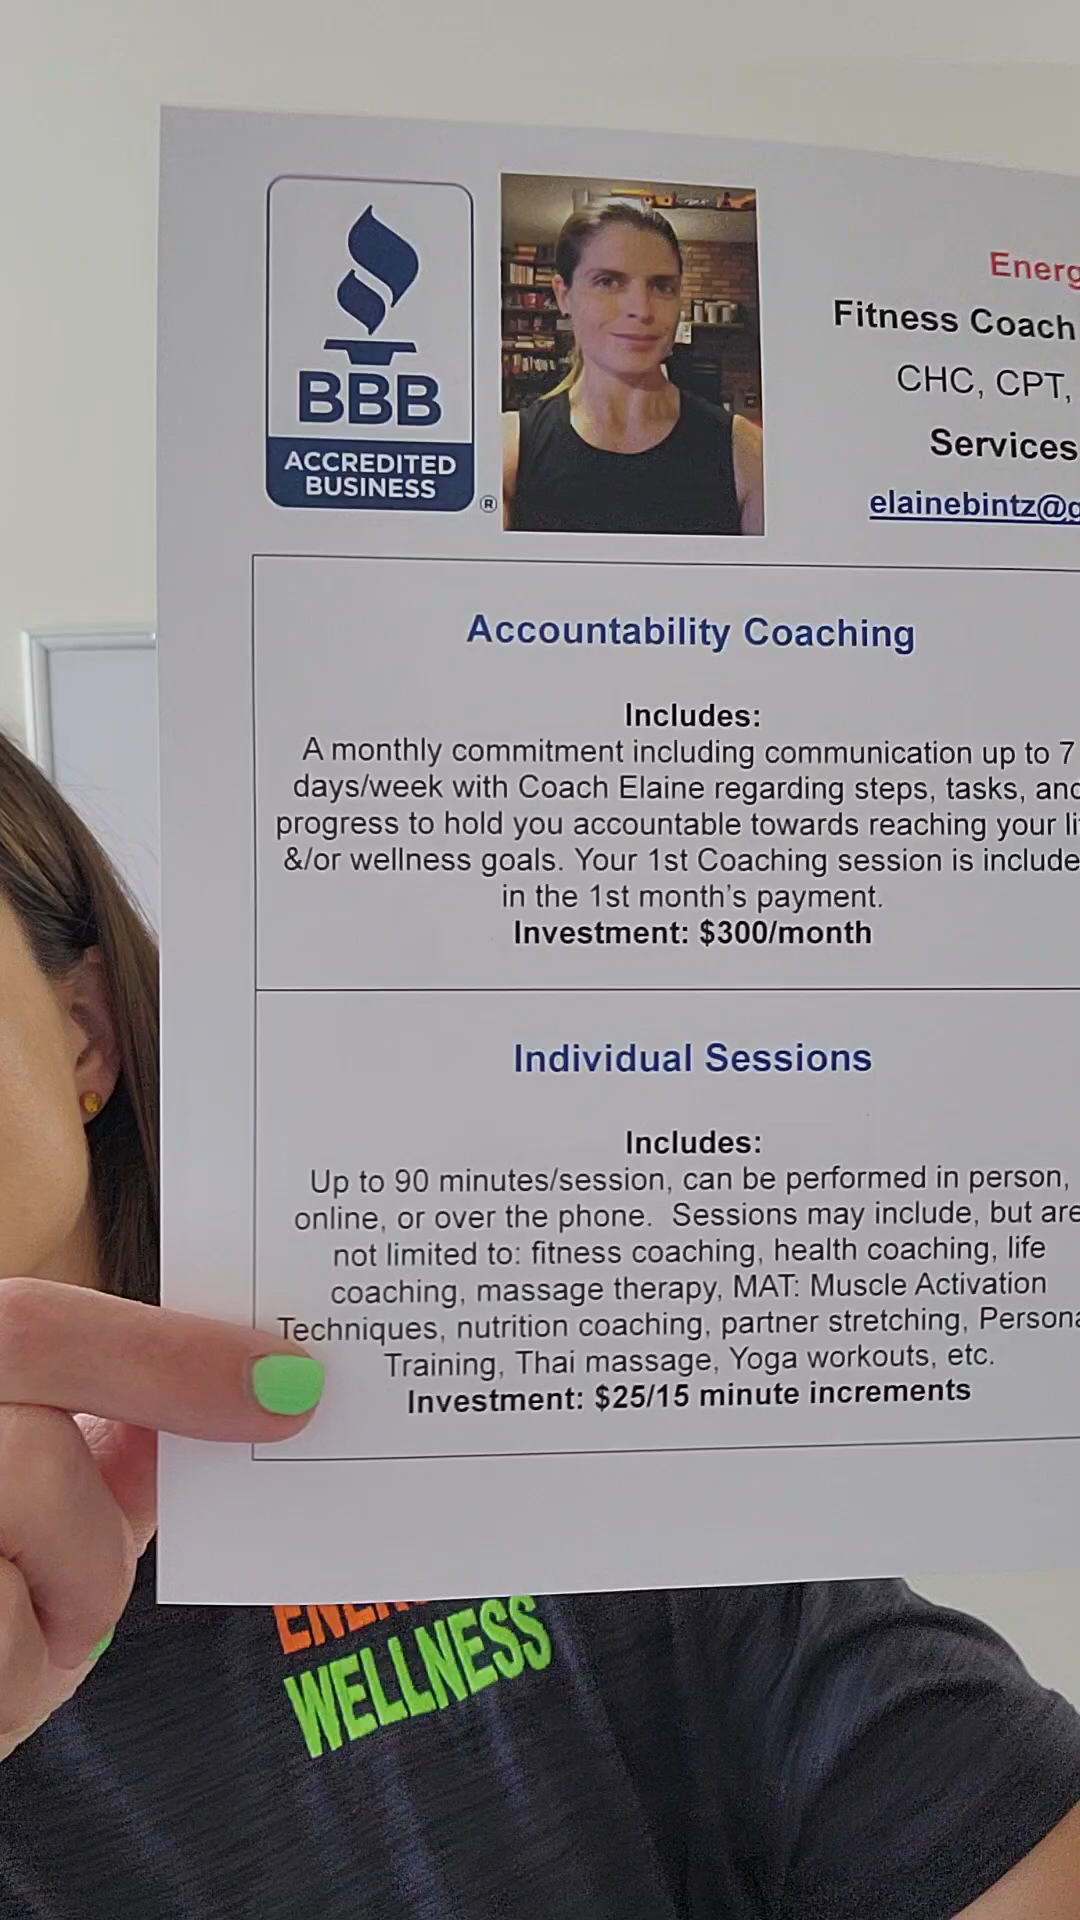 BBB
ACCREDITED
BUSINESS
®
Energ
Fitness Coach
CHC, CPT,
Services
elainebintz@g
Accountability Coaching
Includes:
A monthly commitment including communication up to 7
days/week with Coach Elaine regarding steps, tasks, and
progress to hold you accountable towards reaching your li
&/or wellness goals. Your 1st Coaching session is include
in the 1st month's payment.
Investment: $300/month
Individual Sessions
Includes:
Up to 90 minutes/session, can be performed in person,
online, or over the phone. Sessions may include, but are
not limited to: fitness coaching, health coaching, life
coaching, massage therapy, MAT: Muscle Activation
Techniques, nutrition coaching, partner stretching, Persona
Training, Thai massage, Yoga workouts, etc.
Investment: $25/15 minute increments
WELLNESS